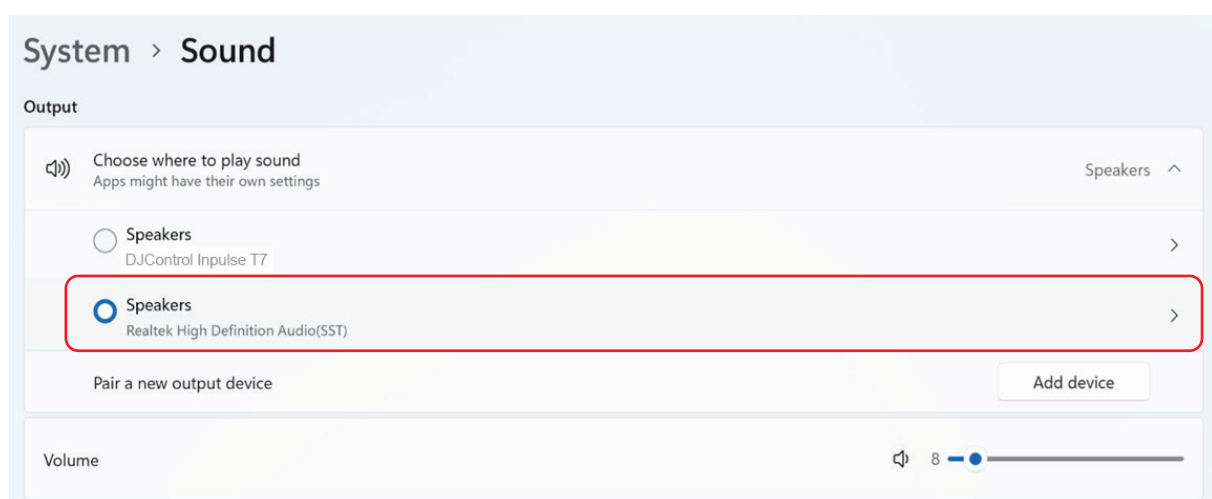 System > Sound
Output
Choose where to play sound
Apps might have their own settings
Speakers
Speakers
DJControl Inpulse T7
Speakers
Realtek High Definition Audio(SST)
Pair a new output device
Add device
Volume
8